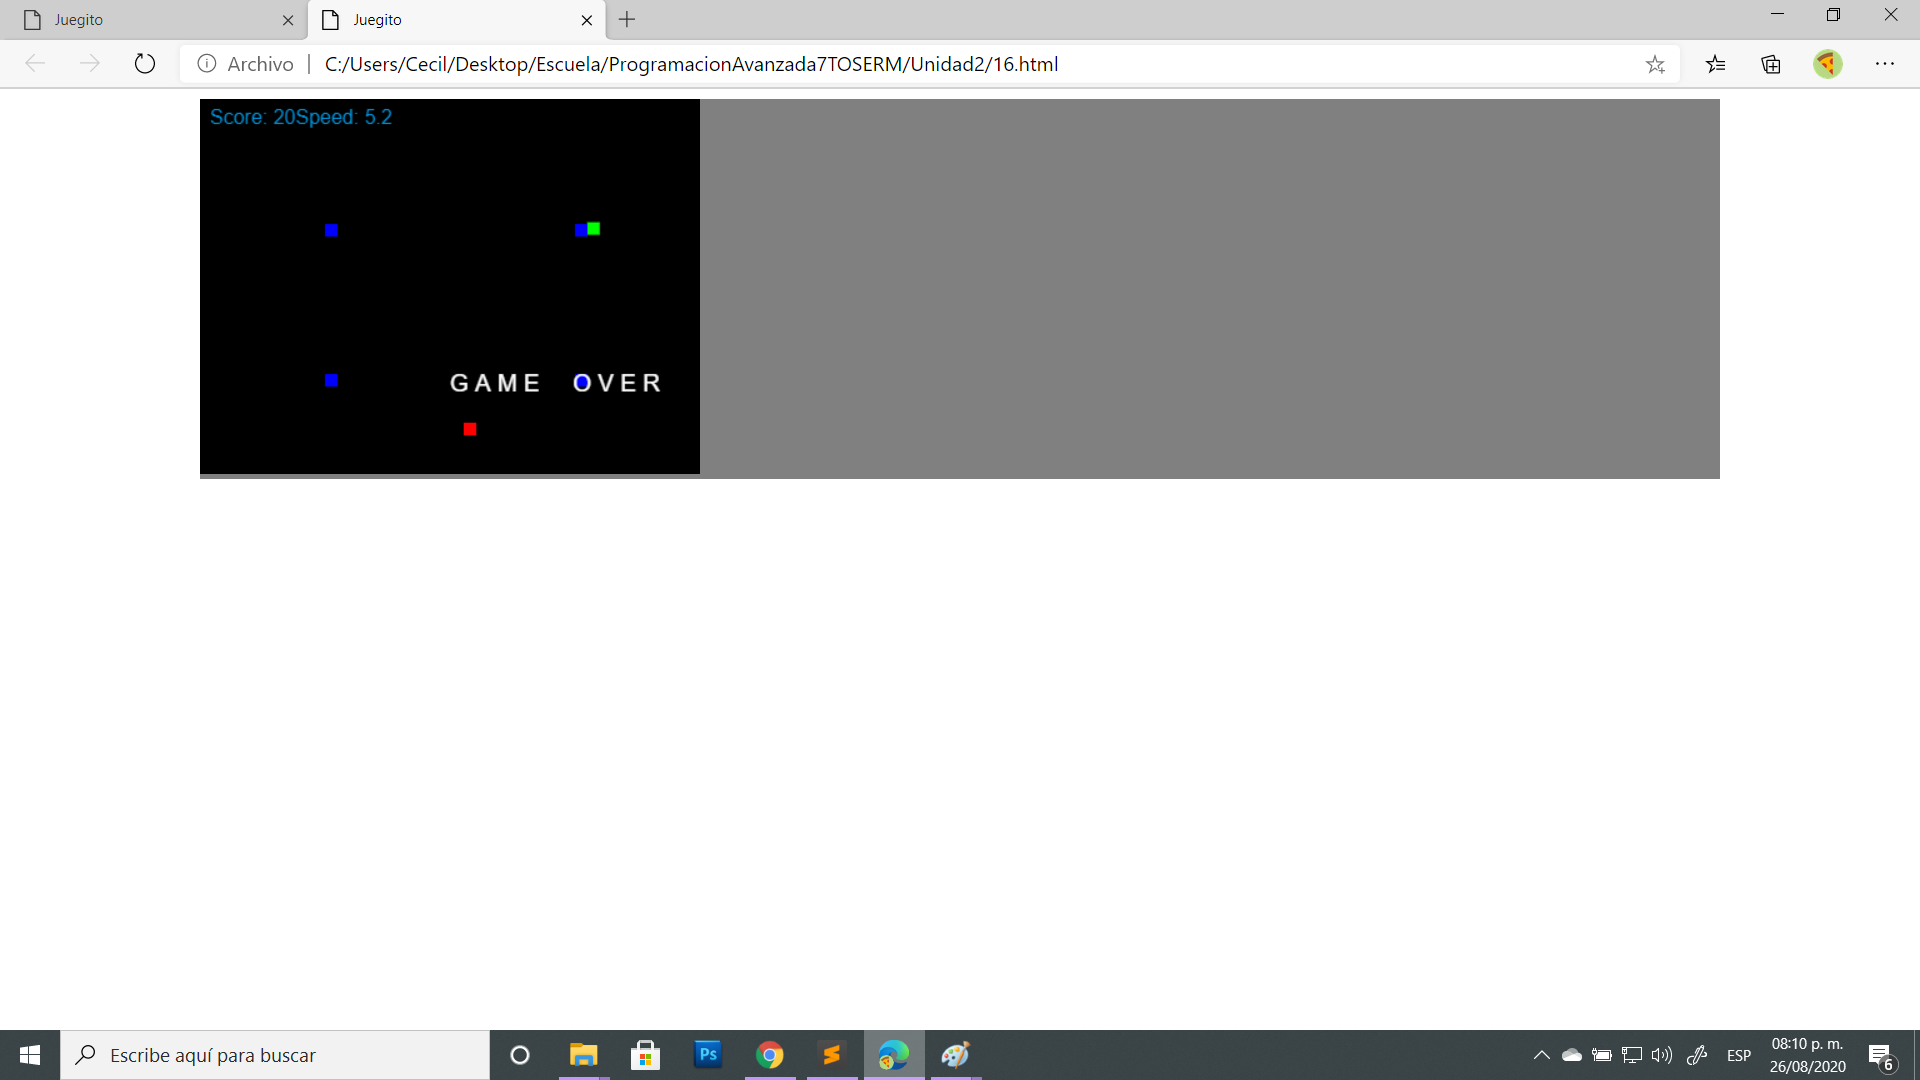 Juegito
Juegito
Archivo | C:/Users/Cecil/Desktop/Escuela/ProgramacionAvanzada7TOSERM/Unidad2/16.html
Score: 20Speed: 5.2
GAME OVER
Escribe aquí para buscar
Ps
ESP
08:10 p. m.
26/08/2020
6